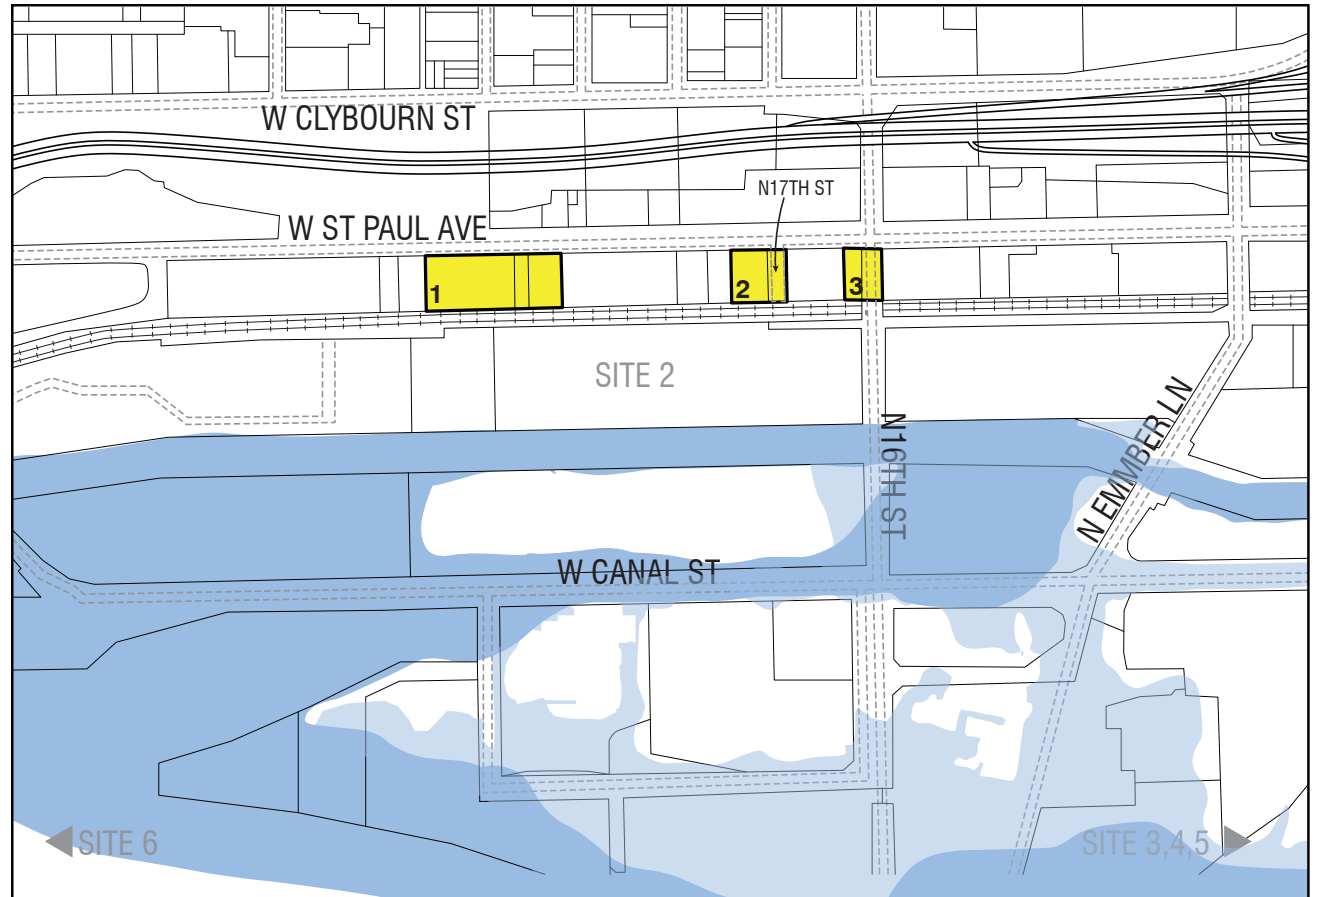 W CLYBOURN ST
N17TH ST
W ST PAUL AVE
1
2
3
SITE 2
N16TH ST
N EMMBER LN
W CANAL ST
SITE 6
SITE 3,4,5